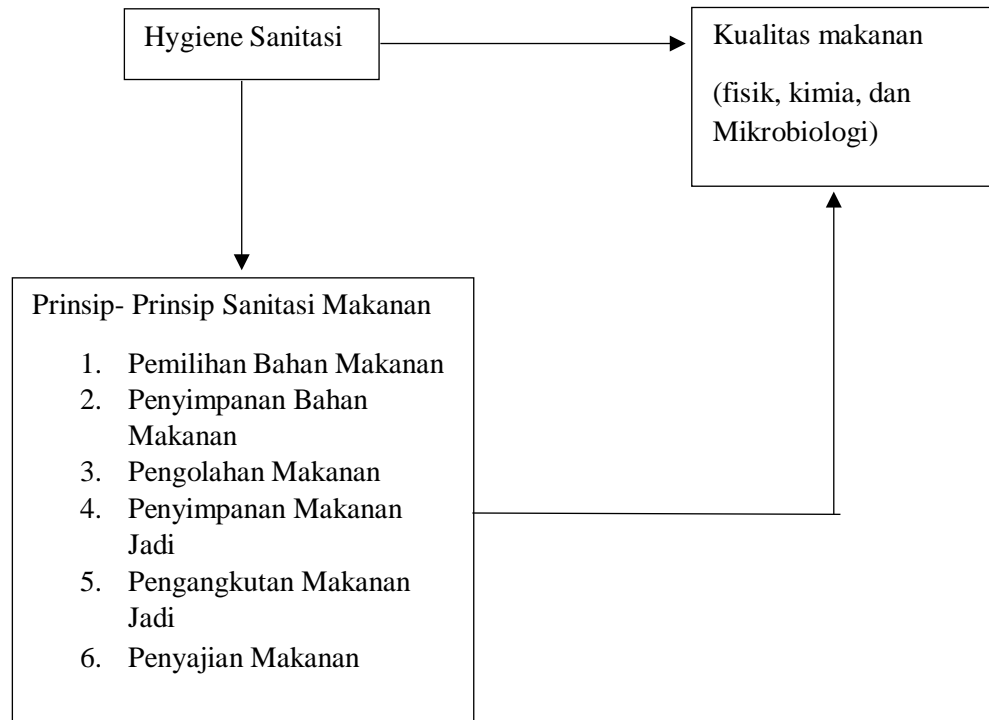 Hygiene Sanitasi
Kualitas makanan
(fisik, kimia, dan
Mikrobiologi)
Prinsip- Prinsip Sanitasi Makanan
1. Pemilihan Bahan Makanan
2. Penyimpanan Bahan
Makanan
3. Pengolahan Makanan
4. Penyimpanan Makanan
Jadi
5. Pengangkutan Makanan
Jadi
6. Penyajian Makanan